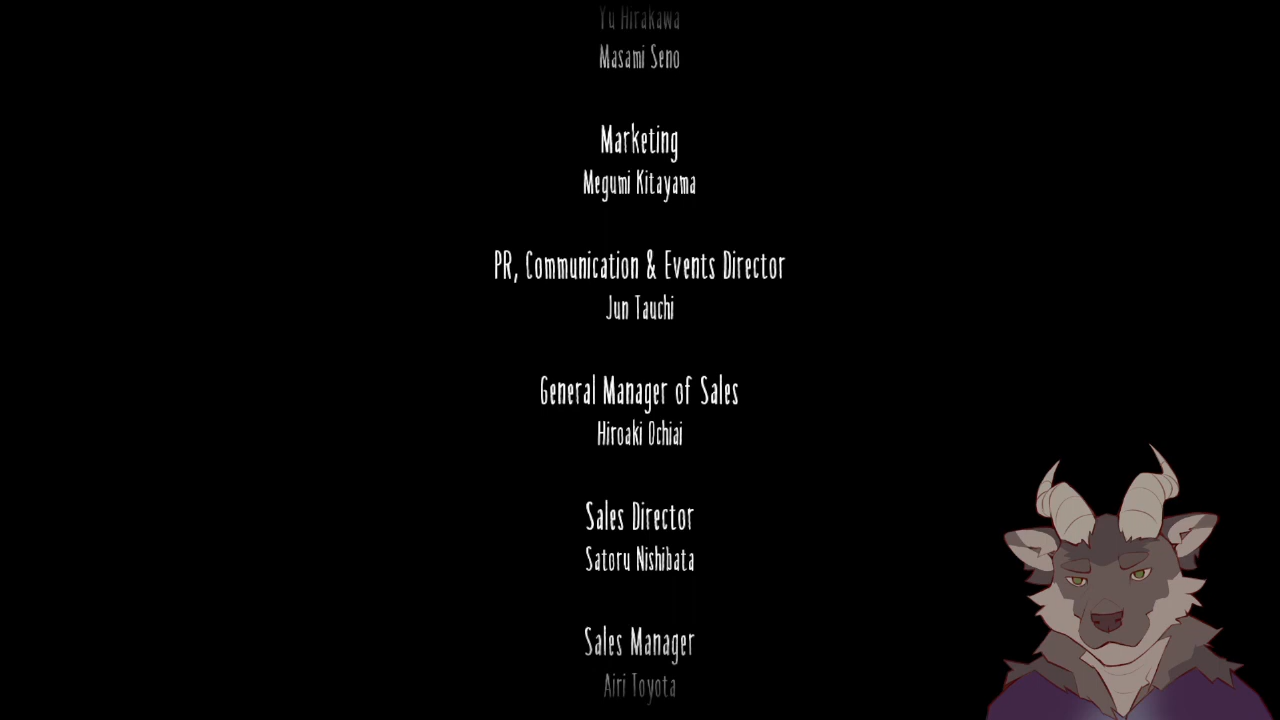 Yu Hirakawa
Masami Seno
Marketing
Megumi Kitayama
PR, Communication & Events Director
Jun Tauchi
General Manager of Sales
Hiroaki Ochiai
Sales Director
Satoru Nishibata
Sales Manager
Airi Toyota